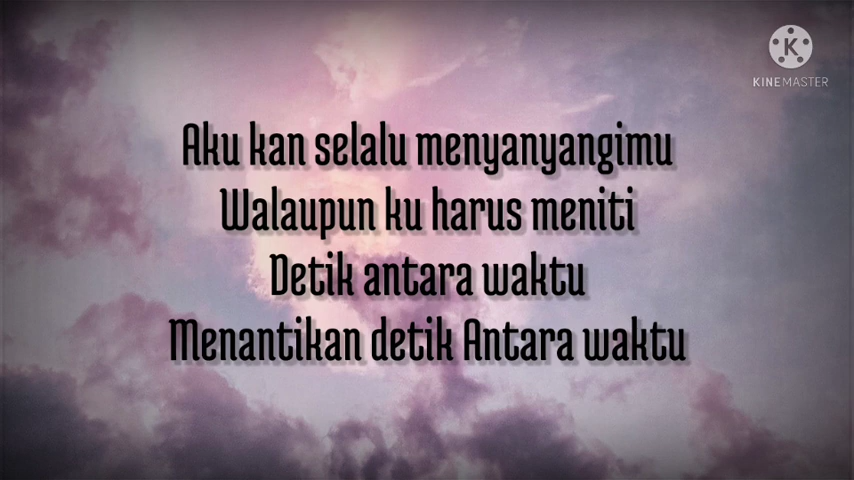 KINEMASTER
Aku kan selalu menyanyangimu
Walaupun ku harus meniti
Detik antara waktu
Menantikan detik Antara waktu